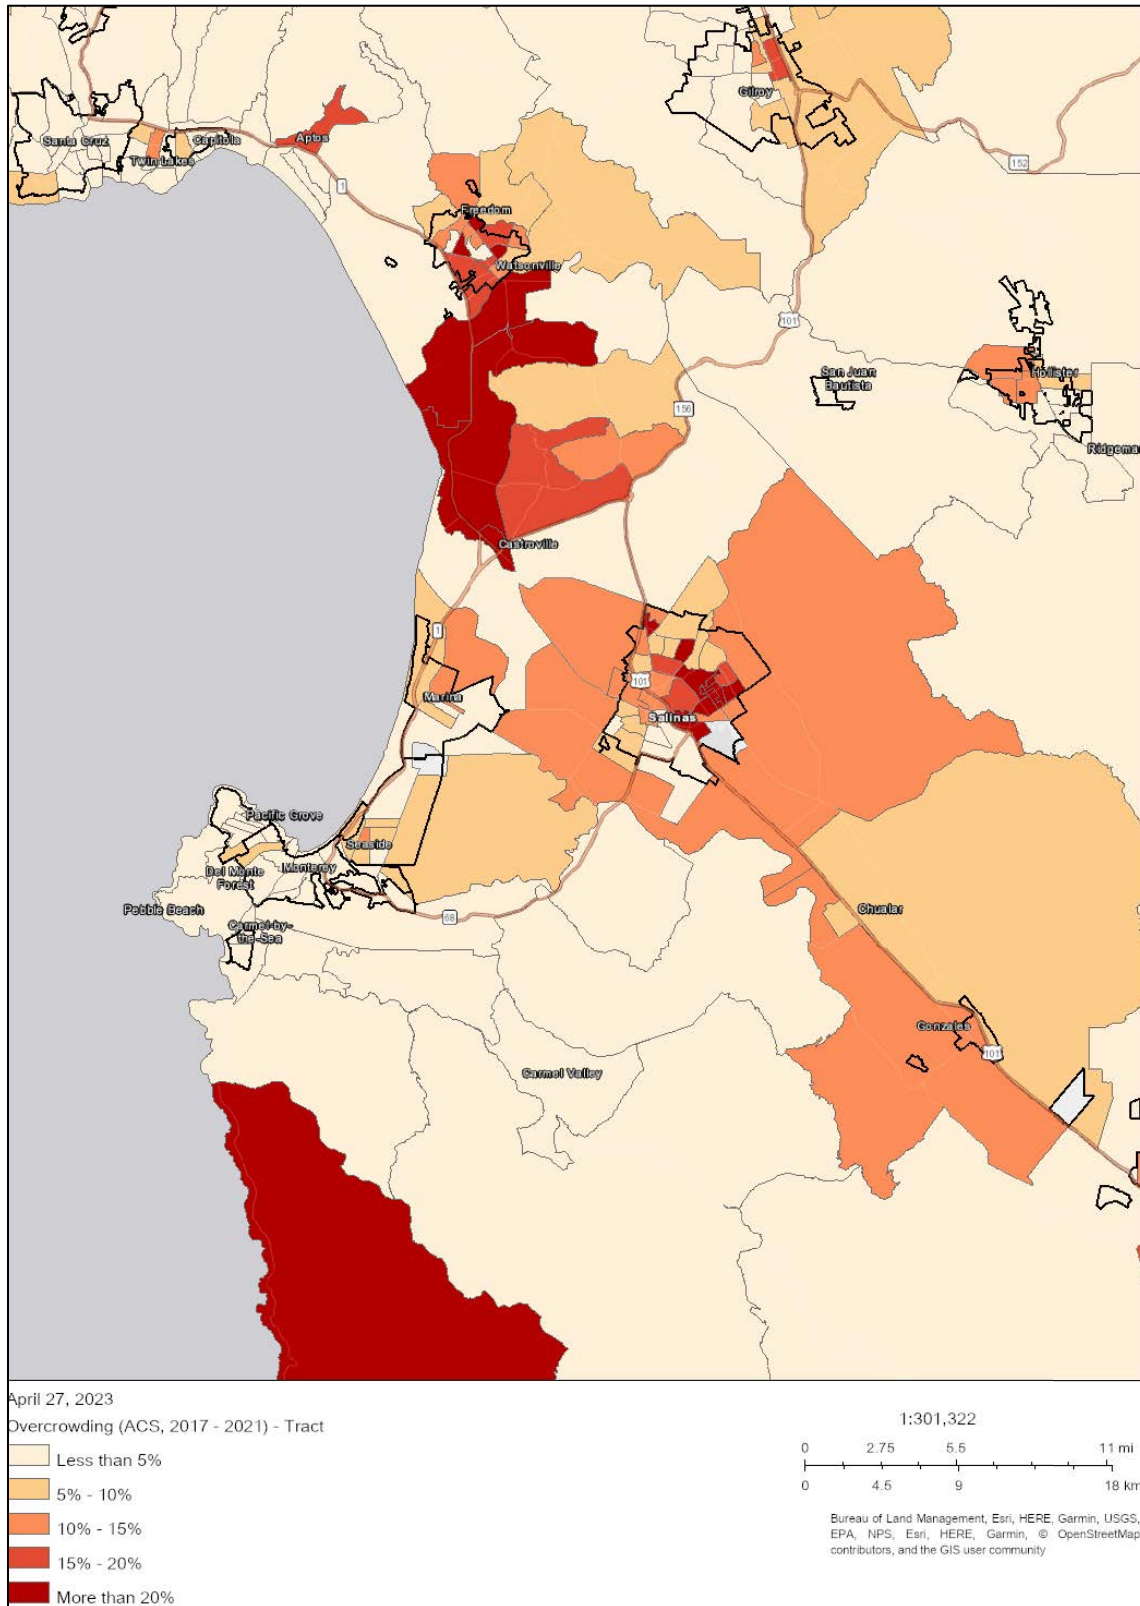 Santa Cruz
Capitola
Twin Lakes
Aptos
1
Gilroy
152
Freedom
Watsonville
101
San Juan
Bautista
Hollister
Ridgemar
156
Castroville
1
Marina
101
Salinas
Pacific Grove
Seaside
Del Monte
Forest
Monterey
Pebble Beach
Carmel-by-
the-Sea
68
Chualar
Gonzales
101
Carmel Valley
April 27, 2023
Overcrowding (ACS, 2017 - 2021) - Tract
Less than 5%
5% - 10%
10% - 15%
15% - 20%
More than 20%
1:301,322
0 2.75 5.5 11 mi
0 4.5 9 18 km
Bureau of Land Management, Esri, HERE, Garmin, USGS,
EPA, NPS, Esri, HERE, Garmin, © OpenStreetMap
contributors, and the GIS user community